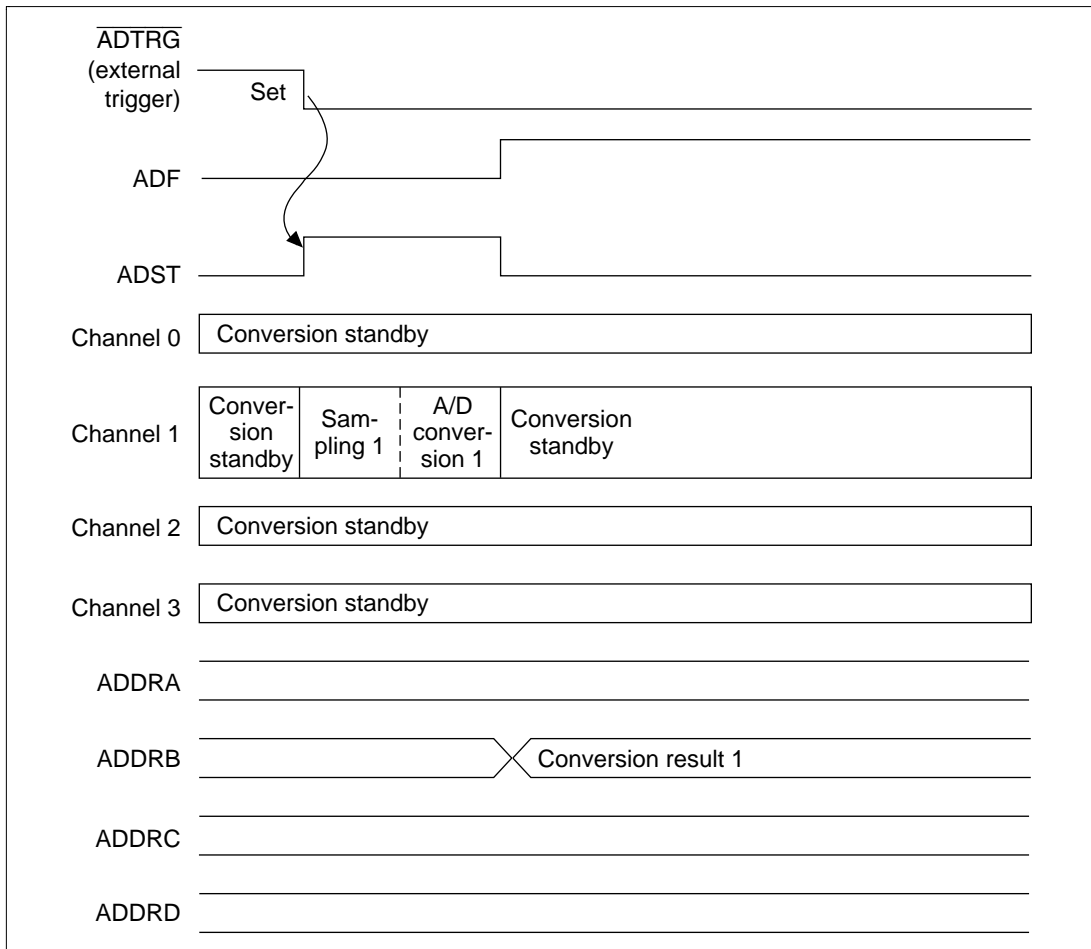 ADTRG
(external
trigger)
Set
ADF
ADST
Channel 0
Conversion standby
Channel 1
Conver-
sion
standby
Sam-
pling 1
A/D
conver-
sion 1
Conversion
standby
Channel 2
Conversion standby
Channel 3
Conversion standby
ADDRA
ADDRB
Conversion result 1
ADDRC
ADDRD